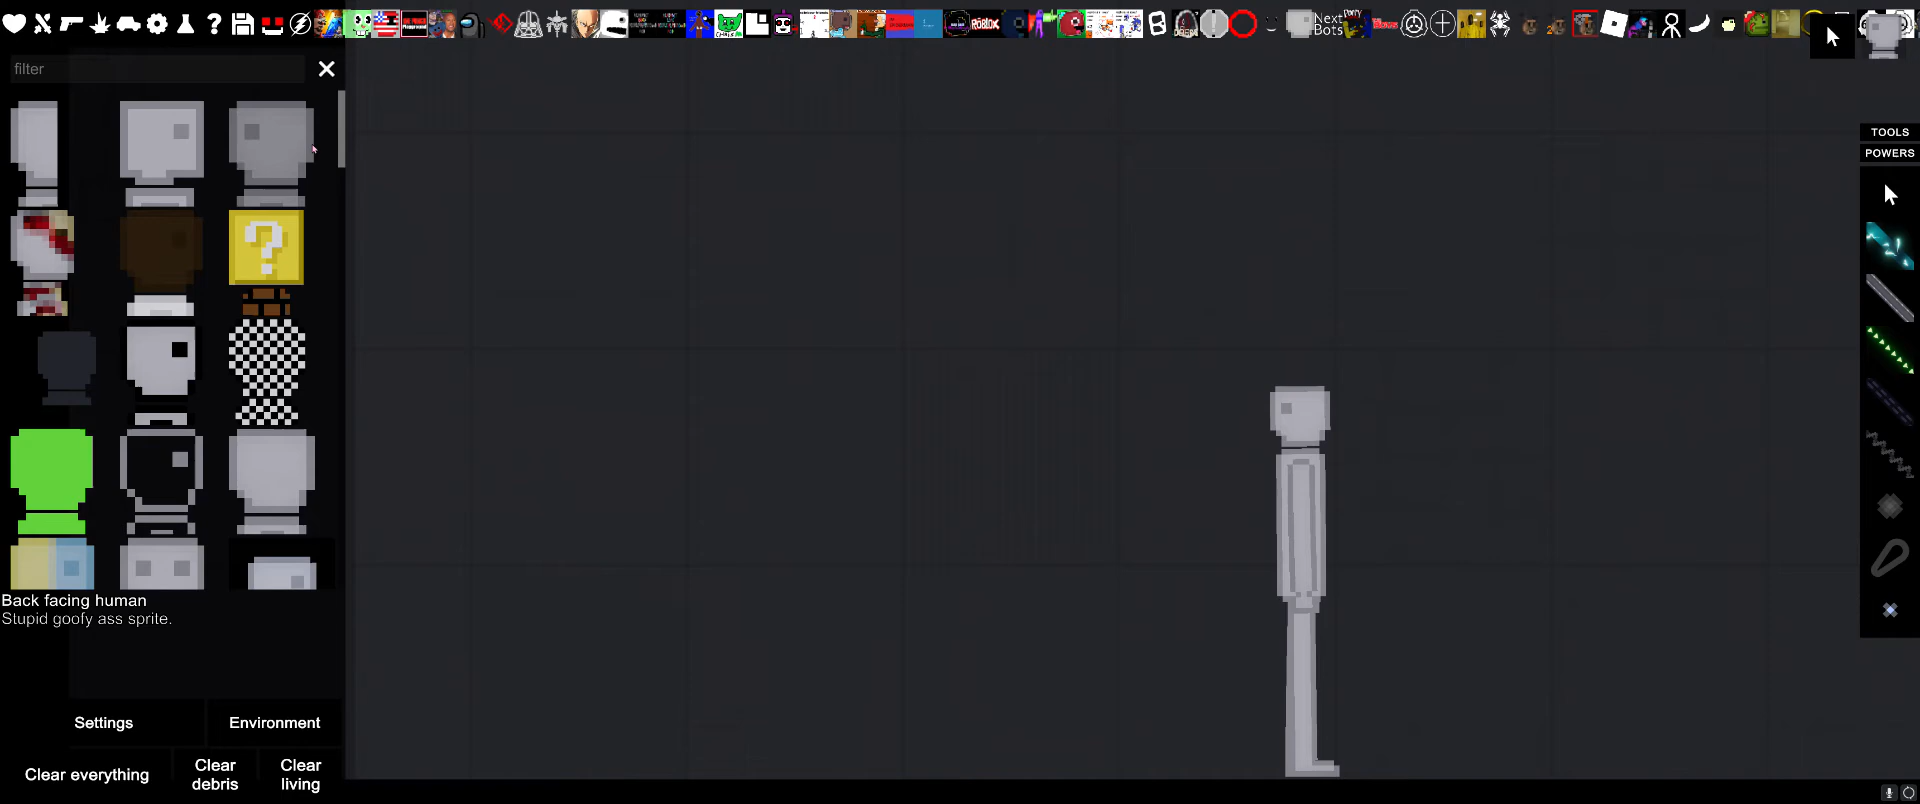 Next
Bots
ROBLOX
filter
TOOLS
POWERS
?
Back facing human
Stupid goofy ass sprite.
Settings
Environment
Clear everything
Clear
debris
Clear
living